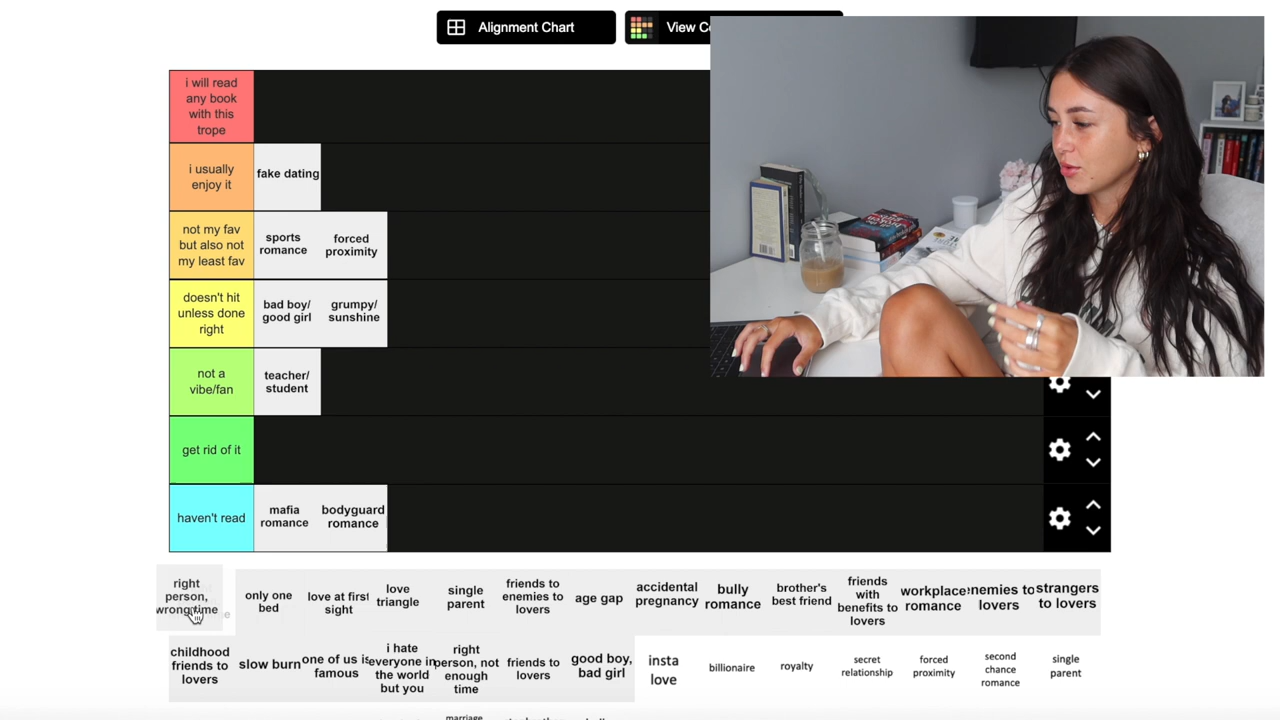 Alignment Chart
View Co
i will read
any book
with this
trope
i usually
enjoy it
fake dating
not my fav
but also not
my least fav
sports
romance
forced
proximity
doesn't hit
unless done
right
bad boy/
good girl
grumpy/
sunshine
not a
vibe/fan
teacher/
student
get rid of it
haven't read
mafia
romance
bodyguard
romance
right
person,
wrong time
only one
bed
love at first
sight
love
triangle
single
parent
friends to
enemies to
lovers
age gap
accidental
pregnancy
bully
romance
brother's
best friend
friends
with
benefits to
lovers
workplace
romance
enemies to
lovers
strangers
to lovers
childhood
friends to
lovers
slow burn
one of us is
famous
i hate
everyone in
the world
but you
right
person, not
enough
time
friends to
lovers
good boy,
bad girl
insta
love
billionaire
royalty
secret
relationship
forced
proximity
second
chance
romance
single
parent
marriage